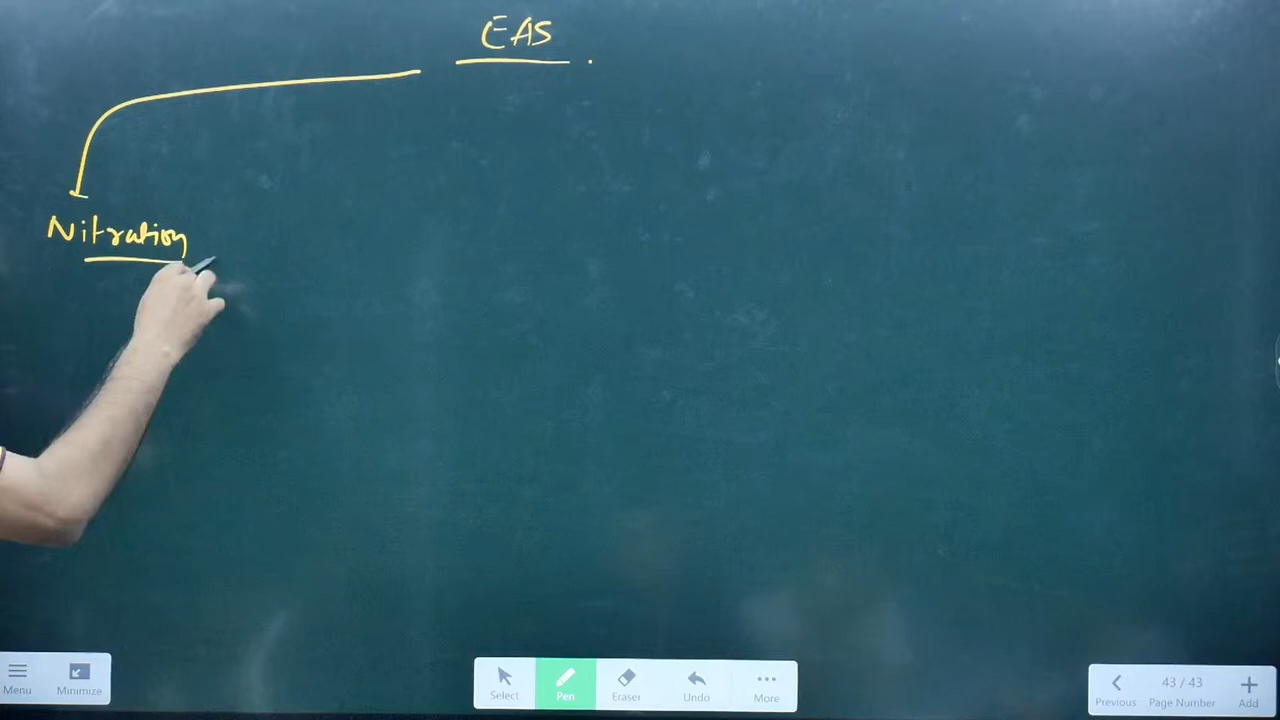 EAS
Nitration
Menu
Minimize
Select
Pen
Eraser
Undo
More
Previous
43 / 43
Page Number
Add